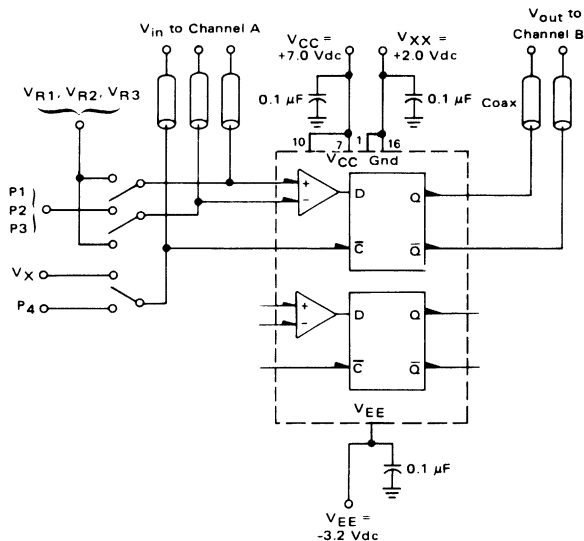 Vin to Channel A
VCC =
+7.0 Vdc
VXX =
+2.0 Vdc
Vout to
Channel B
VR1, VR2, VR3
0.1 µF
0.1 µF
Coax
10
7
1
16
VCC
Gnd
P1
P2
P3
+
−
D
Q
C̅
Q̅
VX
P4
+
−
D
Q
C̅
Q̅
VEE
0.1 µF
VEE =
-3.2 Vdc